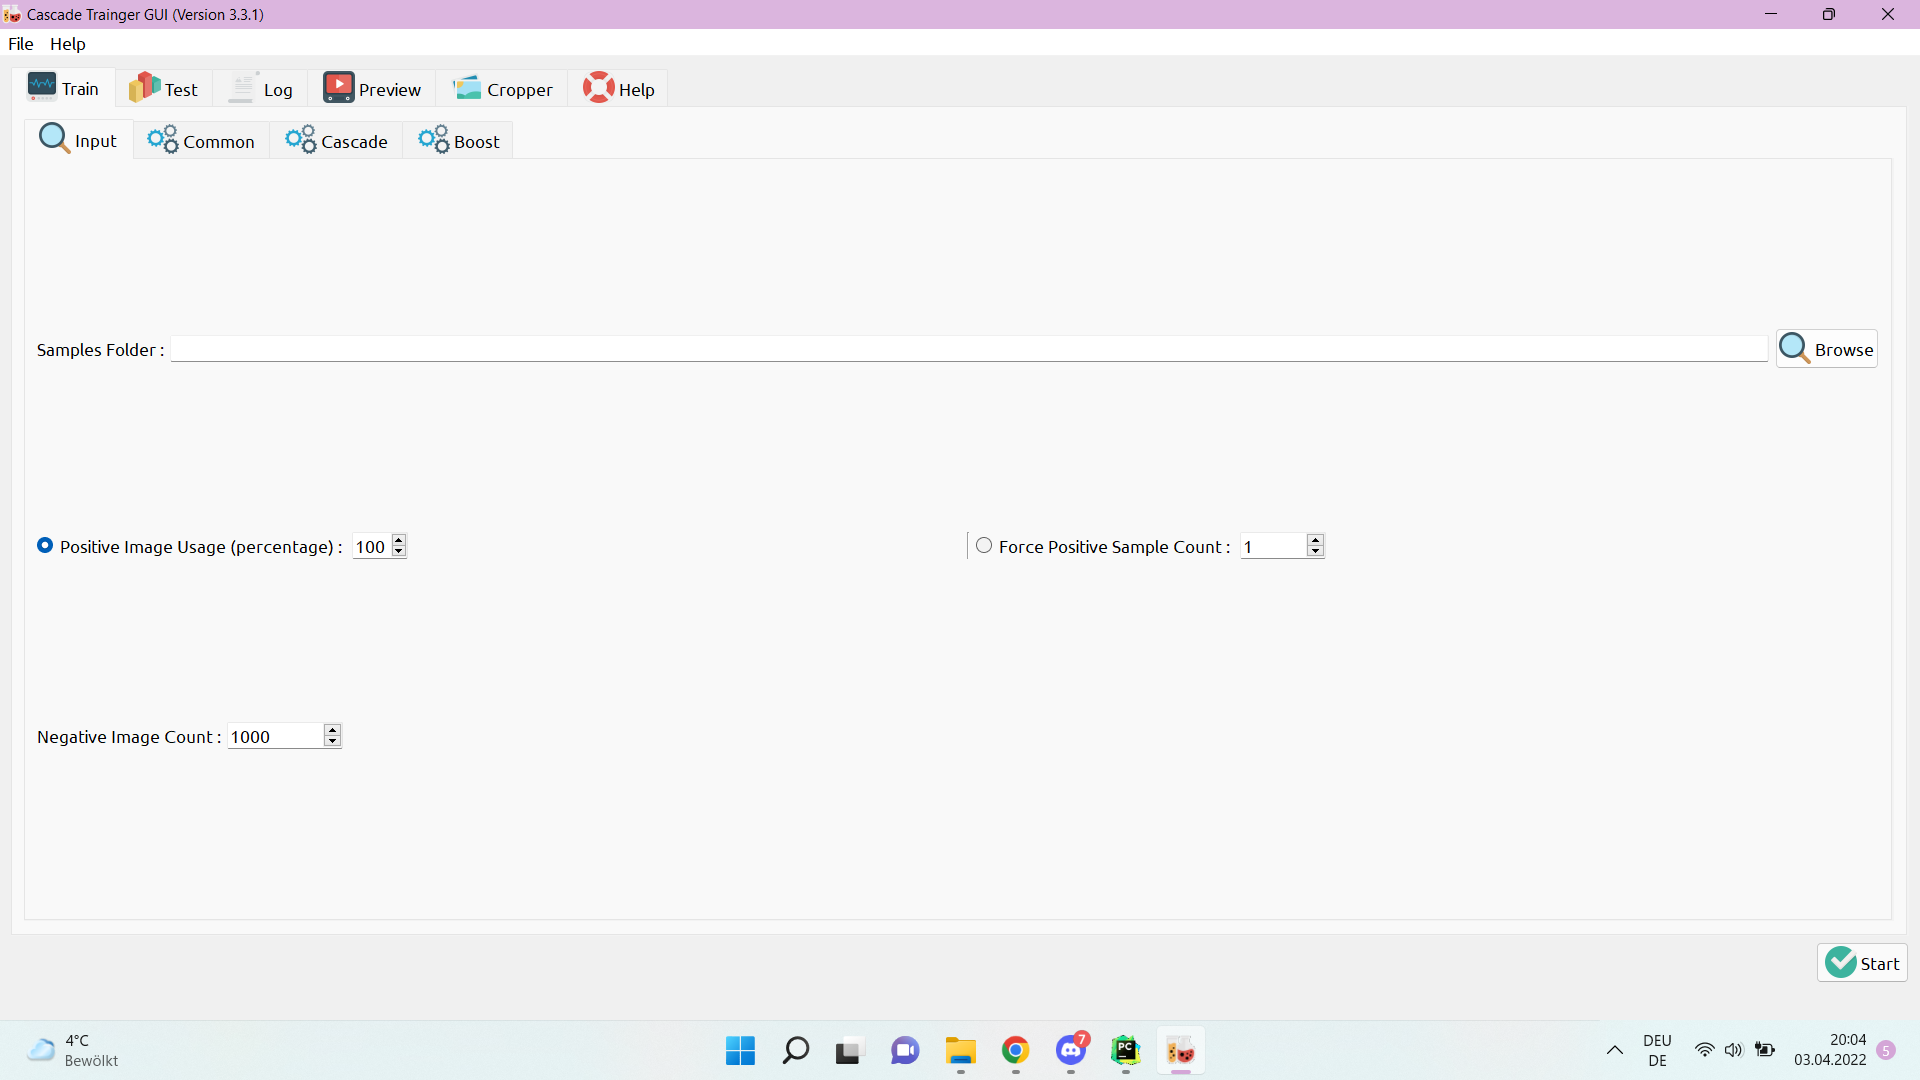 Cascade Trainger GUI (Version 3.3.1)
File Help
Train Test Log Preview Cropper Help
Input Common Cascade Boost
Samples Folder : Browse
Positive Image Usage (percentage) : 100 Force Positive Sample Count : 1
Negative Image Count : 1000
Start
4°C
Bewölkt
7
PC
DEU
DE
20:04
03.04.2022
5